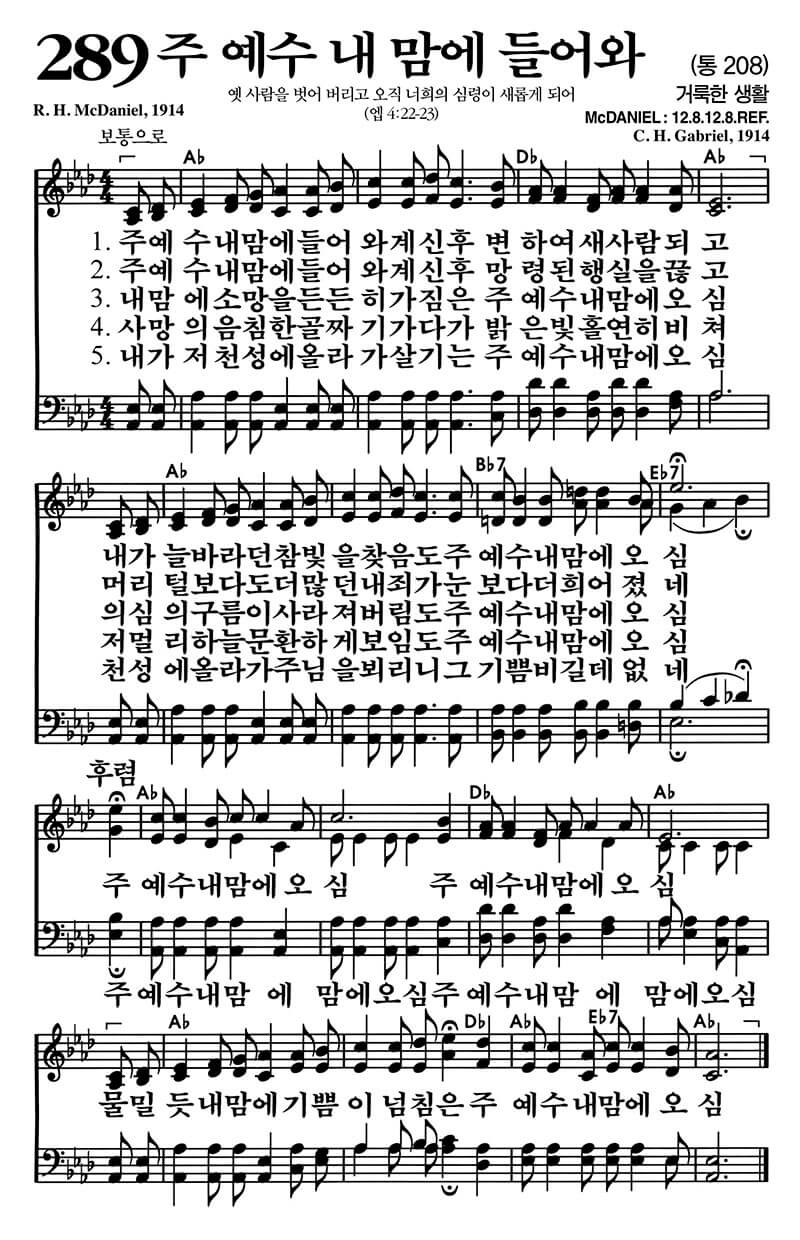 289 주 예수 내 맘에 들어와 (통 208)
옛 사람을 벗어 버리고 오직 너희의 심령이 새롭게 되어 거룩한 생활
R. H. McDaniel, 1914 (엡 4:22-23) McDANIEL : 12.8.12.8.REF.
보통으로 C. H. Gabriel, 1914
A♭ D♭ A♭
1. 주예 수내맘에들어 와계신후 변 하여새사람되 고
2. 주예 수내맘에들어 와계신후 망 령된행실을끊 고
3. 내맘 에소망을든든 히가짐은 주 예수내맘에오 심
4. 사망 의음침한골짜 기가다가 밝 은빛홀연히비 쳐
5. 내가 저천성에올라 가살기는 주 예수내맘에오 심
A♭ B♭7 E♭7
내가 늘바라던참빛 을찾음도주 예수내맘에 오 심
머리 털보다도더많 던내죄가눈 보다더희어 졌 네
의심 의구름이사라 져버림도주 예수내맘에 오 심
저멀 리하늘문환하 게보임도주 예수내맘에 오 심
천성 에올라가주님 을뵈리니그 기쁨비길데 없 네
후렴
A♭ D♭ A♭
주 예수내맘에 오 심 주 예수내맘에 오 심
주예수내맘 에 맘에오심주예수내맘 에 맘에오심
A♭ D♭ A♭ E♭7 A♭
물밀 듯내맘에기쁨 이 넘침은주 예수내맘에 오 심